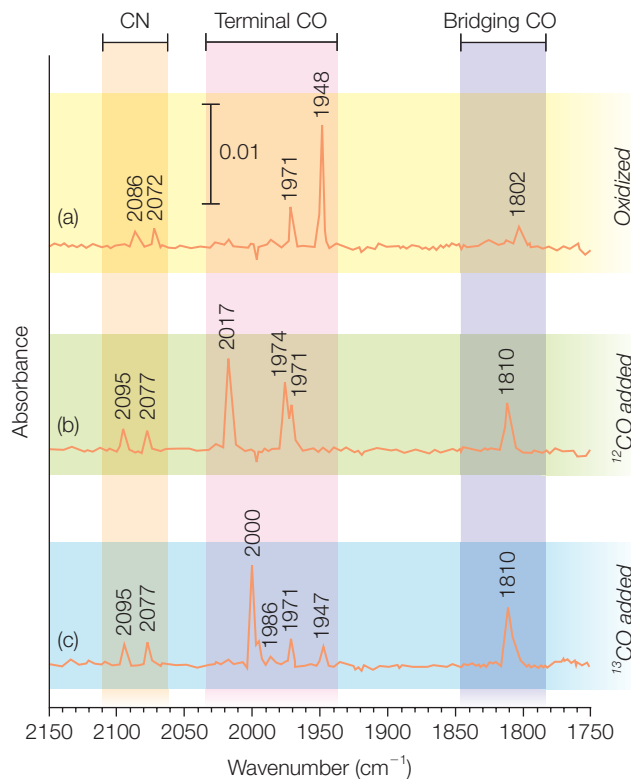 CN Terminal CO Bridging CO
1948
0.01
1971
2086
2072
1802
(a)
Oxidized
2017
1974
1971
2095
2077
1810
(b)
¹²CO added
2000
2095
2077
1986
1971
1947
1810
(c)
¹³CO added
Absorbance
2150 2100 2050 2000 1950 1900 1850 1800 1750
Wavenumber (cm⁻¹)